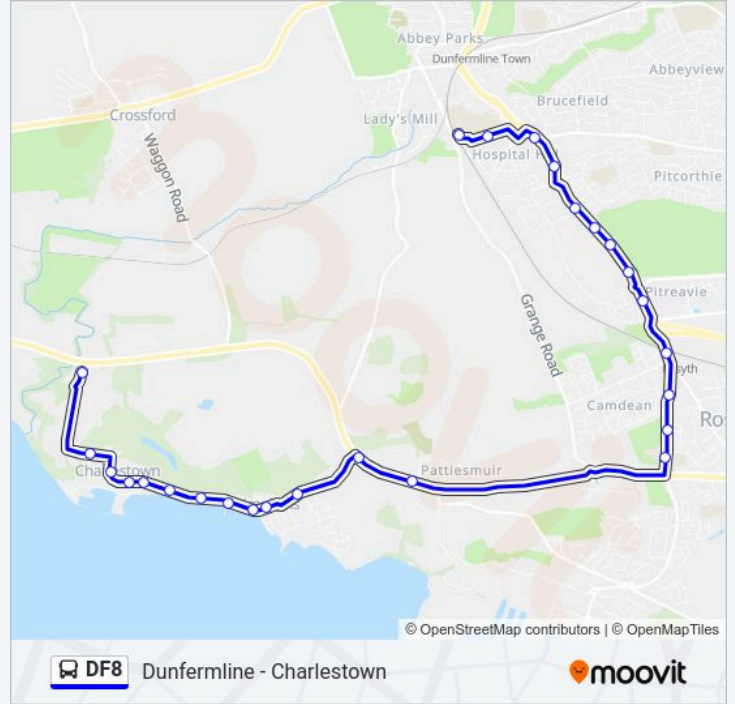 Abbey Parks
Dunfermline Town
Abbeyview
Crossford
Brucefield
Lady's Mill
Hospital
Waggon Road
Pitcorthie
Pitreavie
Grange Road
Camdean
Ros
Charlestown
Pattiesmuir
© OpenStreetMap contributors | © OpenMapTiles
DF8 Dunfermline - Charlestown
moovit